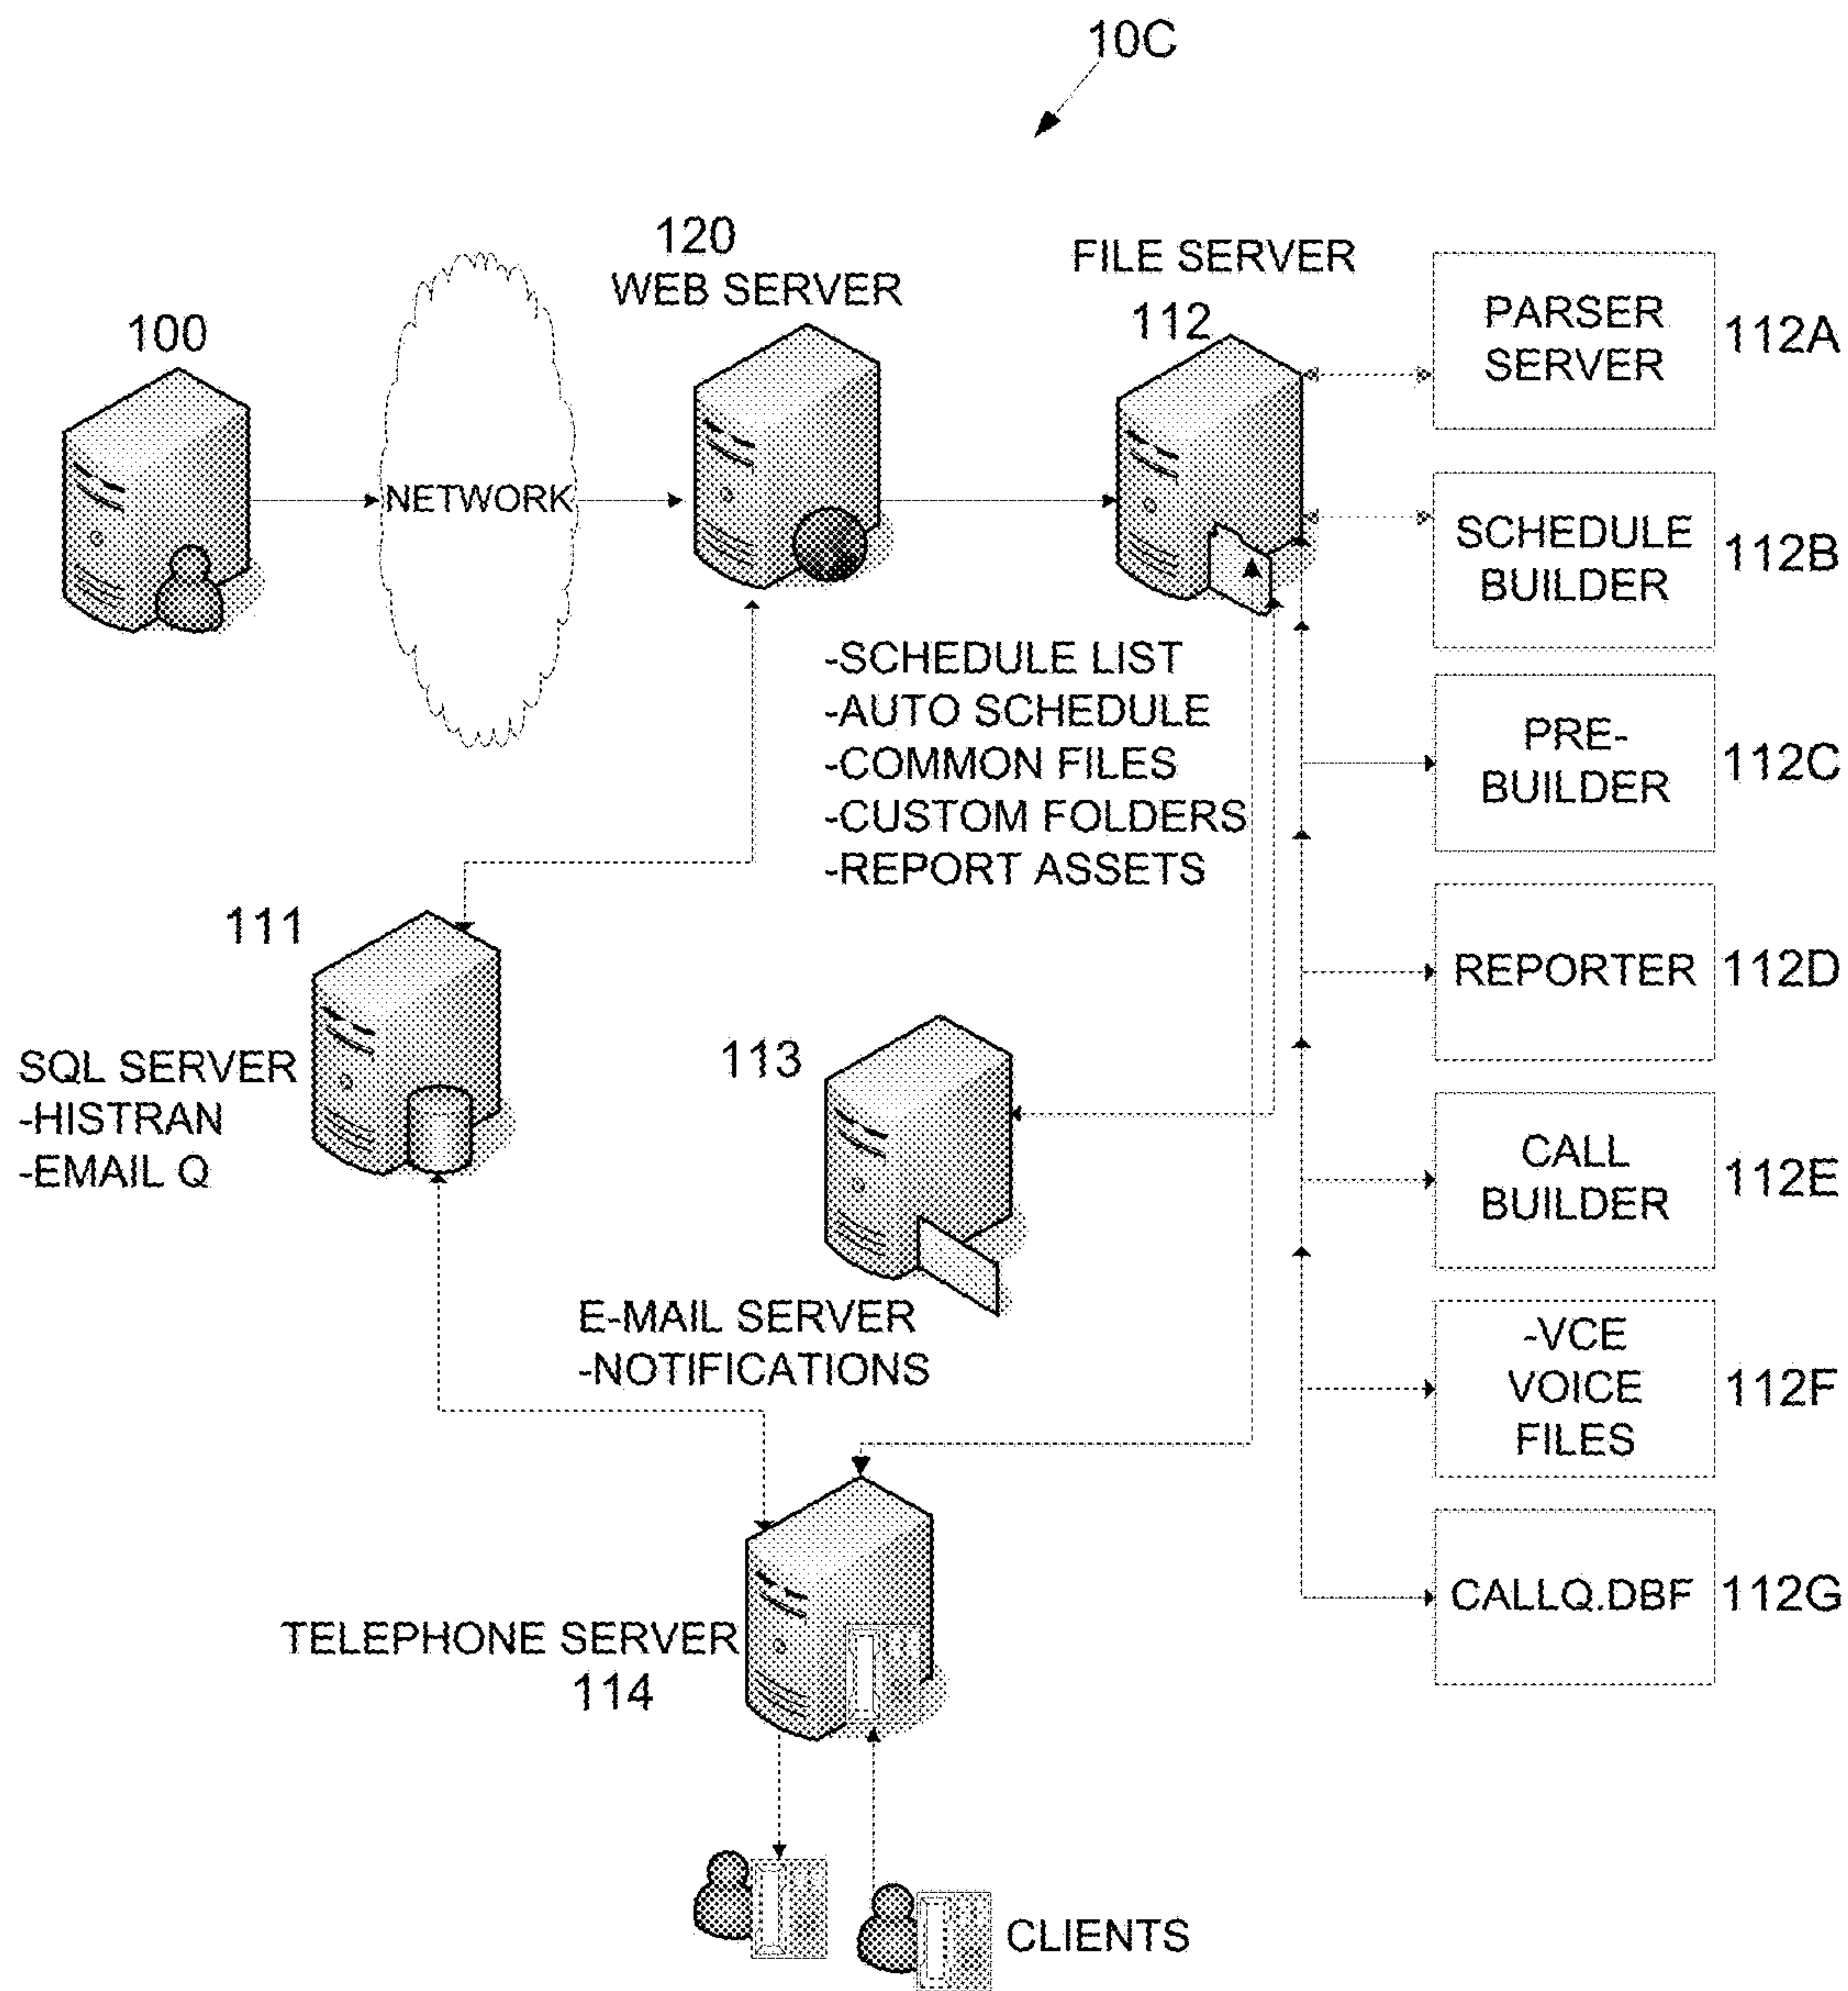 10C
120
WEB SERVER
FILE SERVER
112
100
NETWORK
PARSER
SERVER
112A
SCHEDULE
BUILDER
112B
-SCHEDULE LIST
-AUTO SCHEDULE
-COMMON FILES
-CUSTOM FOLDERS
-REPORT ASSETS
PRE-
BUILDER
112C
111
SQL SERVER
-HISTRAN
-EMAIL Q
REPORTER
112D
113
E-MAIL SERVER
-NOTIFICATIONS
CALL
BUILDER
112E
-VCE
VOICE
FILES
112F
TELEPHONE SERVER
114
CALLQ.DBF
112G
CLIENTS